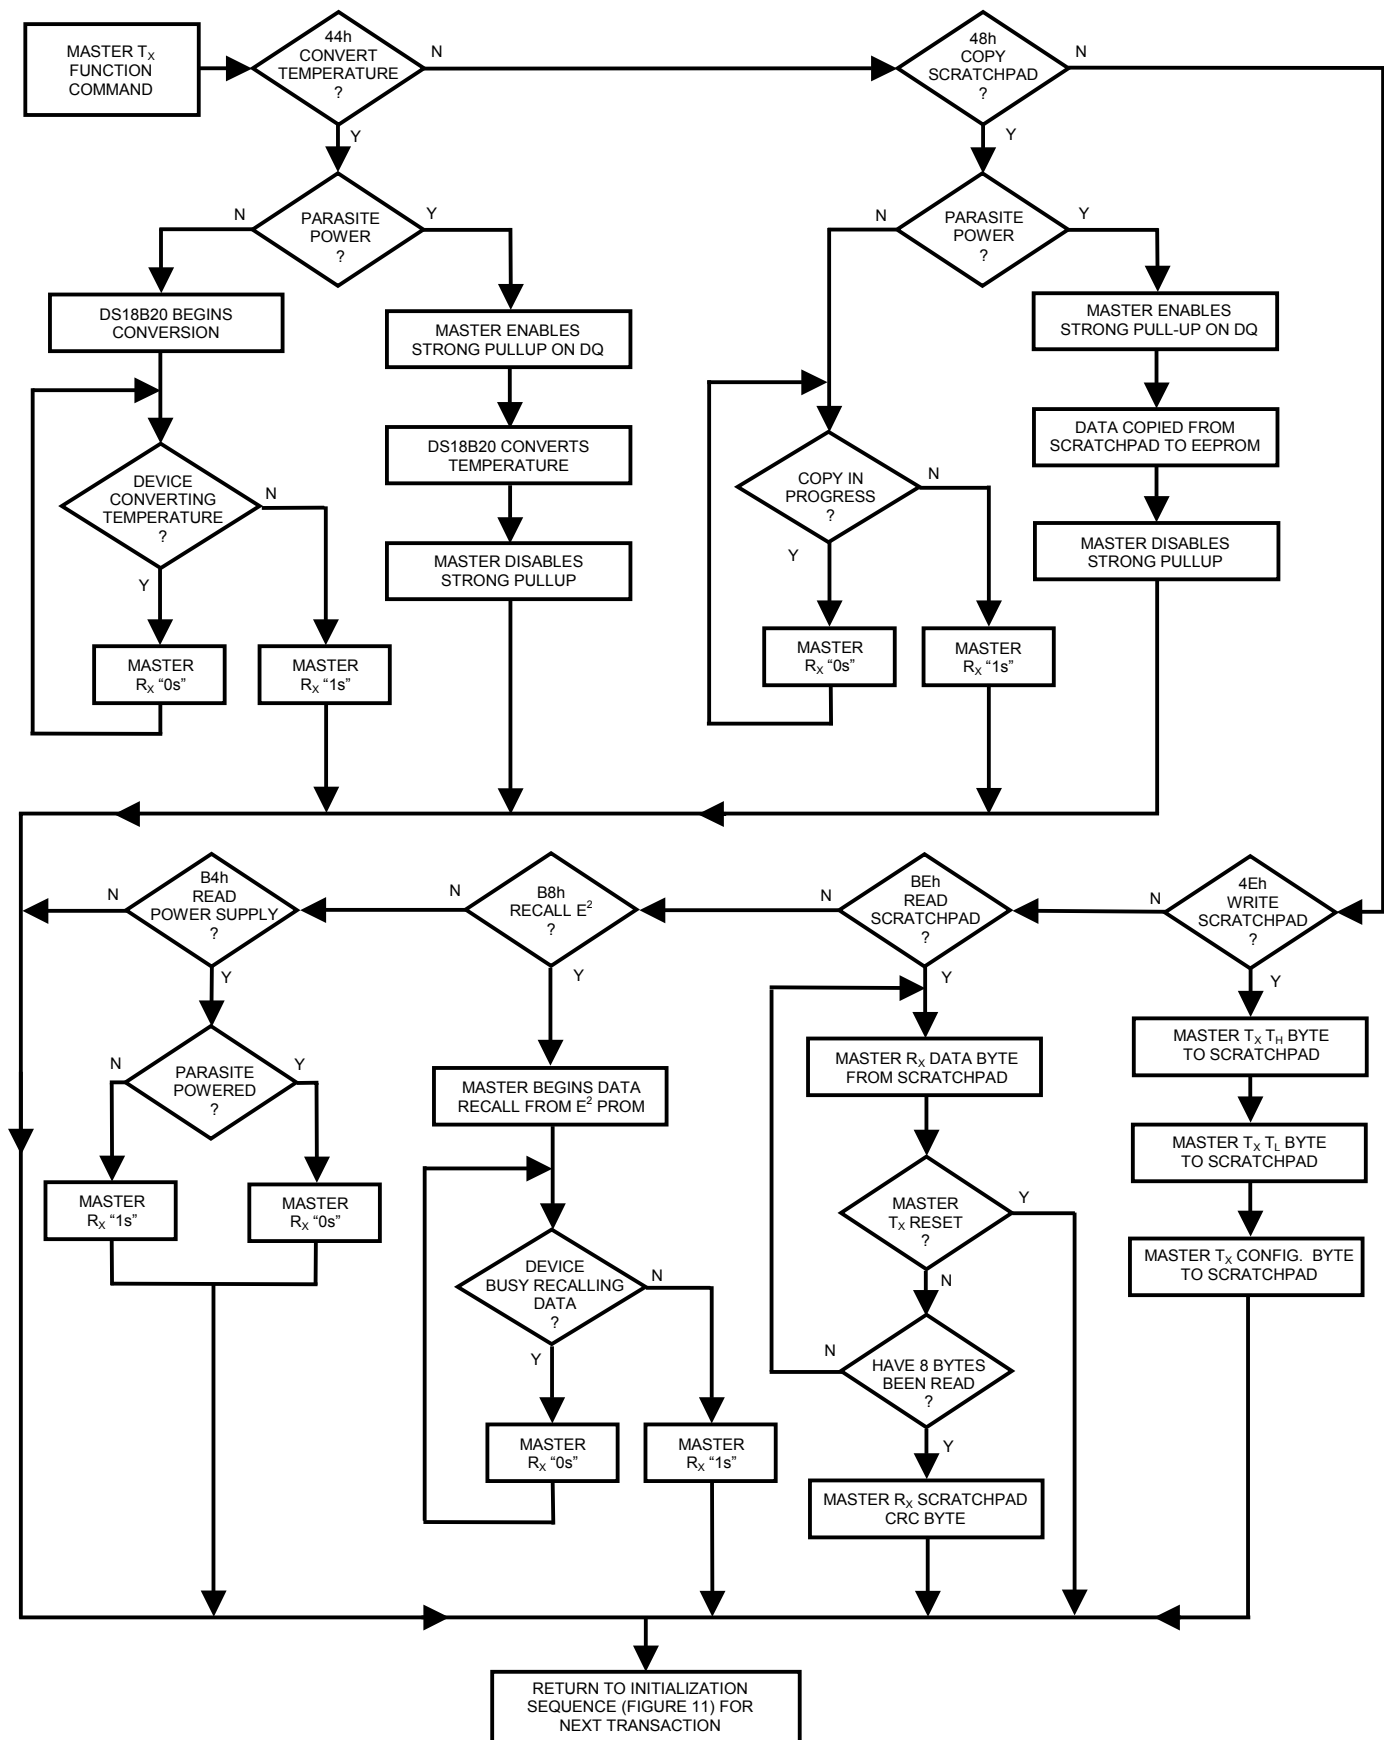 MASTER TX
FUNCTION
COMMAND
44h
CONVERT
TEMPERATURE
?
N
Y
48h
COPY
SCRATCHPAD
?
N
Y
PARASITE
POWER
?
N
Y
DS18B20 BEGINS
CONVERSION
DEVICE
CONVERTING
TEMPERATURE
?
N
Y
MASTER
RX “0s”
MASTER
RX “1s”
MASTER ENABLES
STRONG PULLUP ON DQ
DS18B20 CONVERTS
TEMPERATURE
MASTER DISABLES
STRONG PULLUP
PARASITE
POWER
?
N
Y
COPY IN
PROGRESS
?
N
Y
MASTER
RX “0s”
MASTER
RX “1s”
MASTER ENABLES
STRONG PULL-UP ON DQ
DATA COPIED FROM
SCRATCHPAD TO EEPROM
MASTER DISABLES
STRONG PULLUP
B4h
READ
POWER SUPPLY
?
N
Y
PARASITE
POWERED
?
N
Y
MASTER
RX “1s”
MASTER
RX “0s”
B8h
RECALL E2
?
N
Y
MASTER BEGINS DATA
RECALL FROM E2 PROM
DEVICE
BUSY RECALLING
DATA
?
N
Y
MASTER
RX “0s”
MASTER
RX “1s”
BEh
READ
SCRATCHPAD
?
N
Y
MASTER RX DATA BYTE
FROM SCRATCHPAD
MASTER
TX RESET
?
Y
N
HAVE 8 BYTES
BEEN READ
?
N
Y
MASTER RX SCRATCHPAD
CRC BYTE
4Eh
WRITE
SCRATCHPAD
?
N
Y
MASTER TX TH BYTE
TO SCRATCHPAD
MASTER TX TL BYTE
TO SCRATCHPAD
MASTER TX CONFIG. BYTE
TO SCRATCHPAD
RETURN TO INITIALIZATION
SEQUENCE (FIGURE 11) FOR
NEXT TRANSACTION